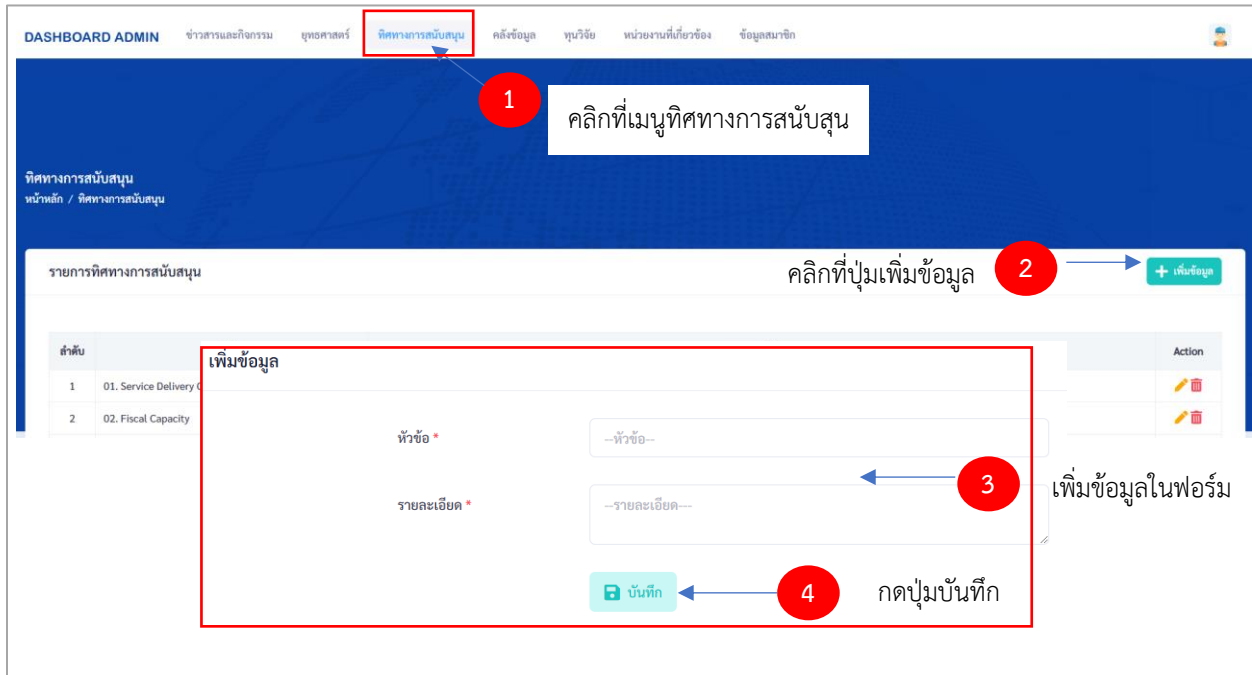 DASHBOARD ADMIN ข่าวสารและกิจกรรม ยุทธศาสตร์ ทิศทางการสนับสนุน คลังข้อมูล ทุนวิจัย หน่วยงานที่เกี่ยวข้อง ข้อมูลสมาชิก
1
คลิกที่เมนูทิศทางการสนับสุน
ทิศทางการสนับสนุน
หน้าหลัก / ทิศทางการสนับสนุน
รายการทิศทางการสนับสนุน
คลิกที่ปุ่มเพิ่มข้อมูล 2
เพิ่มข้อมูล
ลำดับ Action
1 01. Service Delivery
2 02. Fiscal Capacity
เพิ่มข้อมูล
หัวข้อ * --หัวข้อ--
3 เพิ่มข้อมูลในฟอร์ม
รายละเอียด * --รายละเอียด---
บันทึก 4 กดปุ่มบันทึก